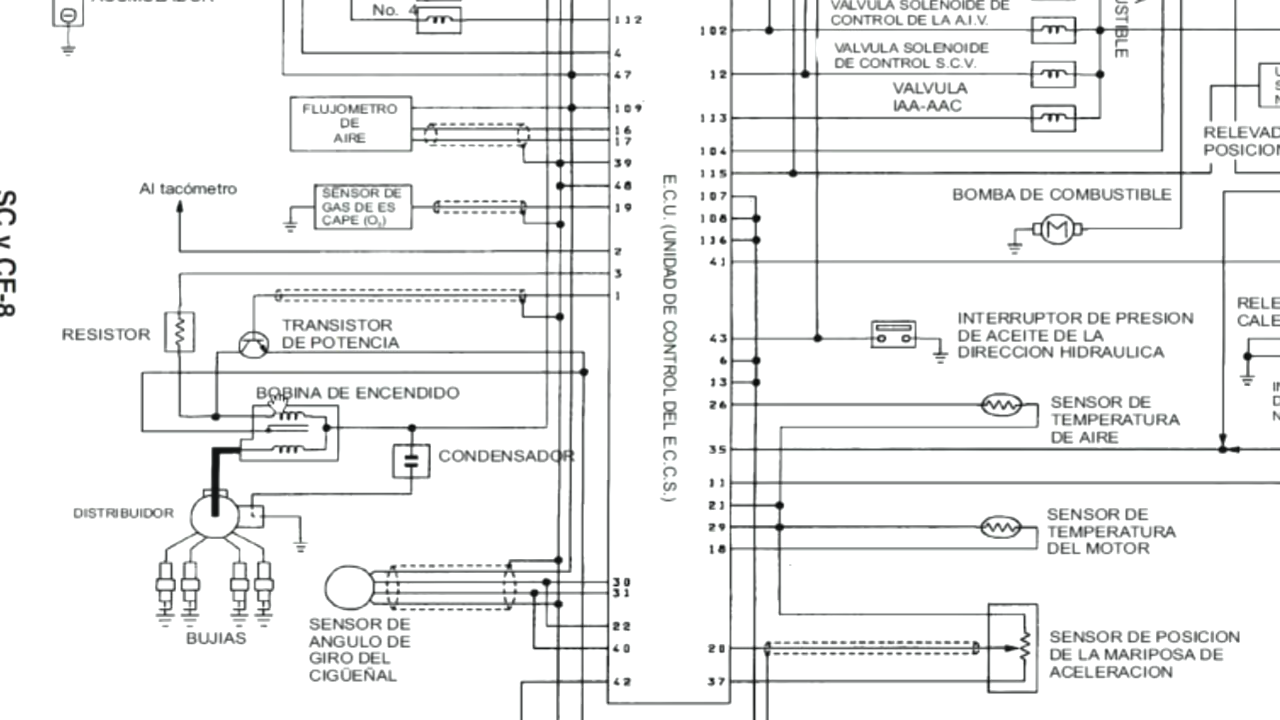 No. 4
112
4
47
FLUJOMETRO
DE
AIRE
109
16
17
39
48
Al tacómetro
SENSOR DE
GAS DE ES
CAPE (O₂)
19
2
3
1
RESISTOR
TRANSISTOR
DE POTENCIA
BOBINA DE ENCENDIDO
CONDENSADOR
DISTRIBUIDOR
BUJIAS
SENSOR DE
ANGULO DE
GIRO DEL
CIGÜEÑAL
30
31
22
40
42
SC y CF-8
E.C.U. (UNIDAD DE CONTROL DEL E.C.C.S.)
VALVULA SOLENOIDE DE
CONTROL DE LA A.I.V.
102
VALVULA SOLENOIDE
DE CONTROL S.C.V.
12
VALVULA
IAA-AAC
113
104
115
107
108
116
41
BOMBA DE COMBUSTIBLE
M
43
INTERRUPTOR DE PRESION
DE ACEITE DE LA
DIRECCION HIDRAULICA
6
13
26
SENSOR DE
TEMPERATURA
DE AIRE
35
11
21
29
18
SENSOR DE
TEMPERATURA
DEL MOTOR
20
37
SENSOR DE POSICION
DE LA MARIPOSA DE
ACELERACION